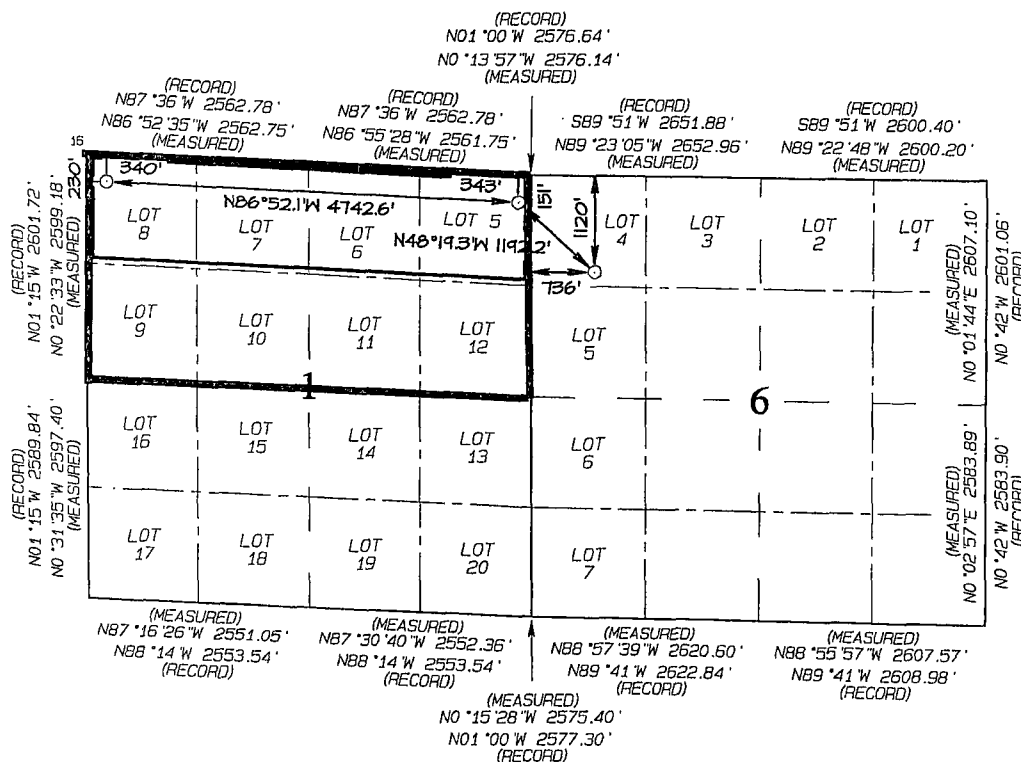 (RECORD)
N01°00'W 2576.64'
N0°13'57"W 2576.14'
(MEASURED)
(RECORD)
N87°36'W 2562.78'
N86°52'35"W 2562.75'
(MEASURED)
(RECORD)
N87°36'W 2562.78'
N86°55'28"W 2561.75'
(MEASURED)
(RECORD)
S89°51'W 2651.88'
N89°23'05"W 2652.96'
(MEASURED)
(RECORD)
S89°51'W 2600.40'
N89°22'48"W 2600.20'
(MEASURED)
16
230'
340'
343'
151'
1120'
N86°52.1'W 4742.6'
N48°19.3'W 1192.2'
736'
LOT
8
LOT
7
LOT
6
LOT 5
LOT
4
LOT
3
LOT
2
LOT
1
(RECORD)
N01°15'W 2601.72'
N0°22'33"W 2599.18'
(MEASURED)
(MEASURED)
N0°01'44"E 2607.10'
N0°42'W 2601.06'
(RECORD)
LOT
9
LOT
10
LOT
11
LOT
12
LOT
5
1
6
LOT
16
LOT
15
LOT
14
LOT
13
LOT
6
(RECORD)
N01°15'W 2589.84'
N0°31'35"W 2597.40'
(MEASURED)
(MEASURED)
N0°02'57"E 2583.89'
N0°42'W 2583.90'
(RECORD)
LOT
17
LOT
18
LOT
19
LOT
20
LOT
7
(MEASURED)
N87°16'26"W 2551.05'
N88°14'W 2553.54'
(RECORD)
(MEASURED)
N87°30'40"W 2552.36'
N88°14'W 2553.54'
(RECORD)
(MEASURED)
N88°57'39"W 2620.60'
N89°41'W 2622.84'
(RECORD)
(MEASURED)
N88°55'57"W 2607.57'
N89°41'W 2608.98'
(RECORD)
(MEASURED)
N0°15'28"W 2575.40'
N01°00'W 2577.30'
(RECORD)